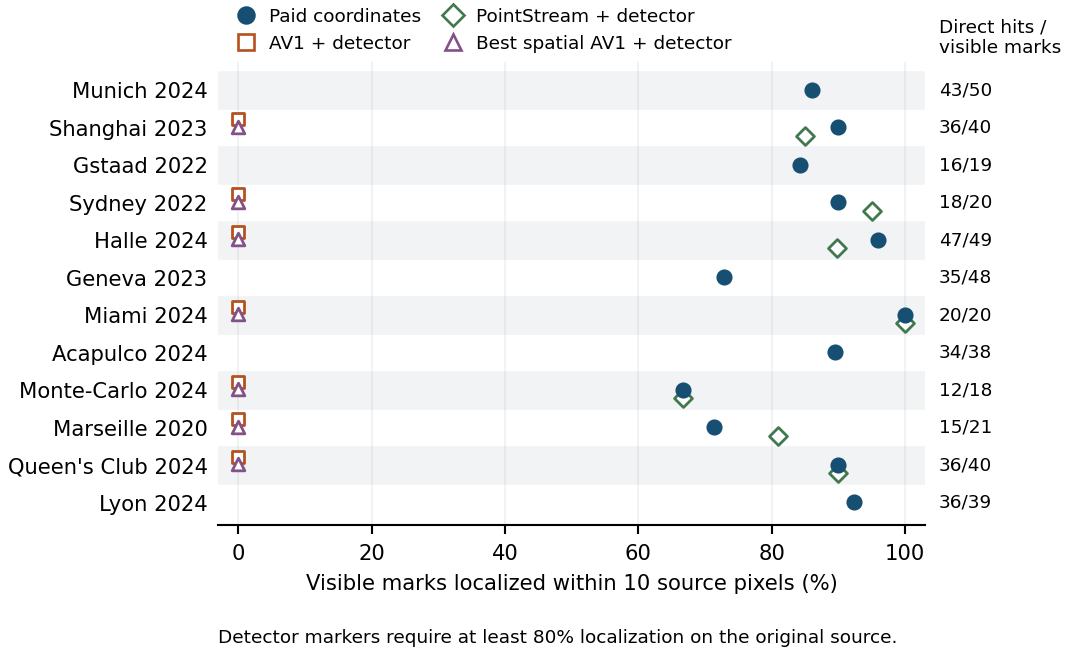 Paid coordinates
PointStream + detector
AV1 + detector
Best spatial AV1 + detector
Direct hits /
visible marks
Munich 2024 43/50
Shanghai 2023 36/40
Gstaad 2022 16/19
Sydney 2022 18/20
Halle 2024 47/49
Geneva 2023 35/48
Miami 2024 20/20
Acapulco 2024 34/38
Monte-Carlo 2024 12/18
Marseille 2020 15/21
Queen's Club 2024 36/40
Lyon 2024 36/39
0 20 40 60 80 100
Visible marks localized within 10 source pixels (%)
Detector markers require at least 80% localization on the original source.